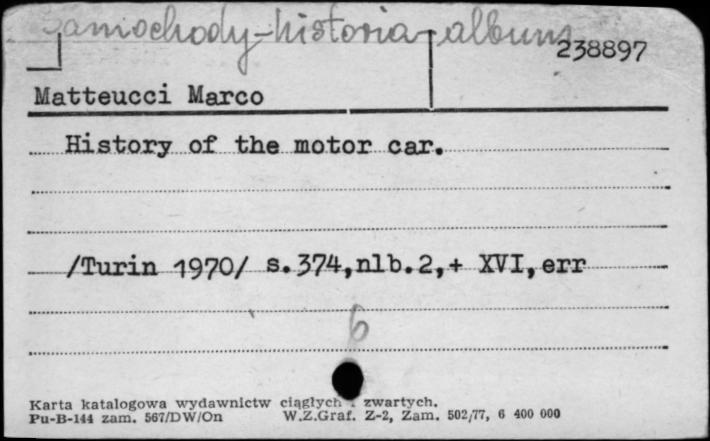 Samochody-historia-albumy
238897
Matteucci Marco
History of the motor car.
/Turin 1970/ s.374,nlb.2,+ XVI,err
6
Karta katalogowa wydawnictw ciągłych i zwartych.
Pu-B-144 zam. 567/DW/On W.Z.Graf. Z-2, Zam. 502/77, 6 400 000